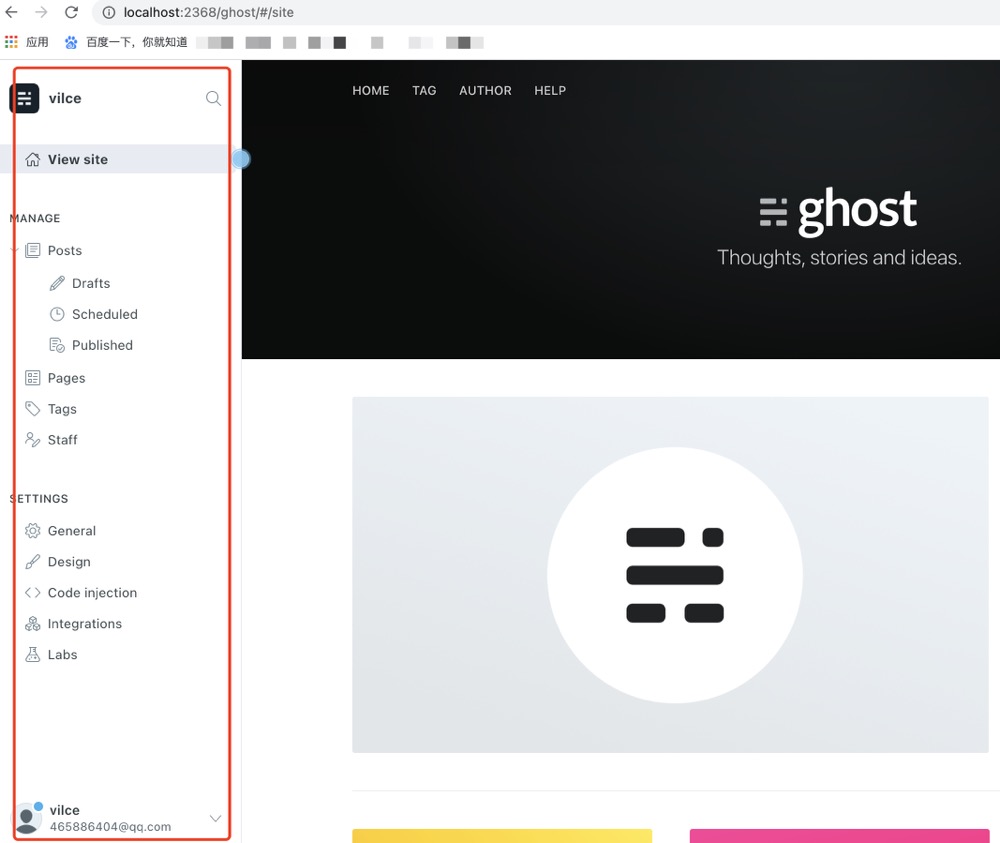 localhost:2368/ghost/#/site
应用 百度一下，你就知道
vilce
View site
MANAGE
Posts
Drafts
Scheduled
Published
Pages
Tags
Staff
SETTINGS
General
Design
Code injection
Integrations
Labs
vilce
465886404@qq.com
HOME TAG AUTHOR HELP
ghost
Thoughts, stories and ideas.